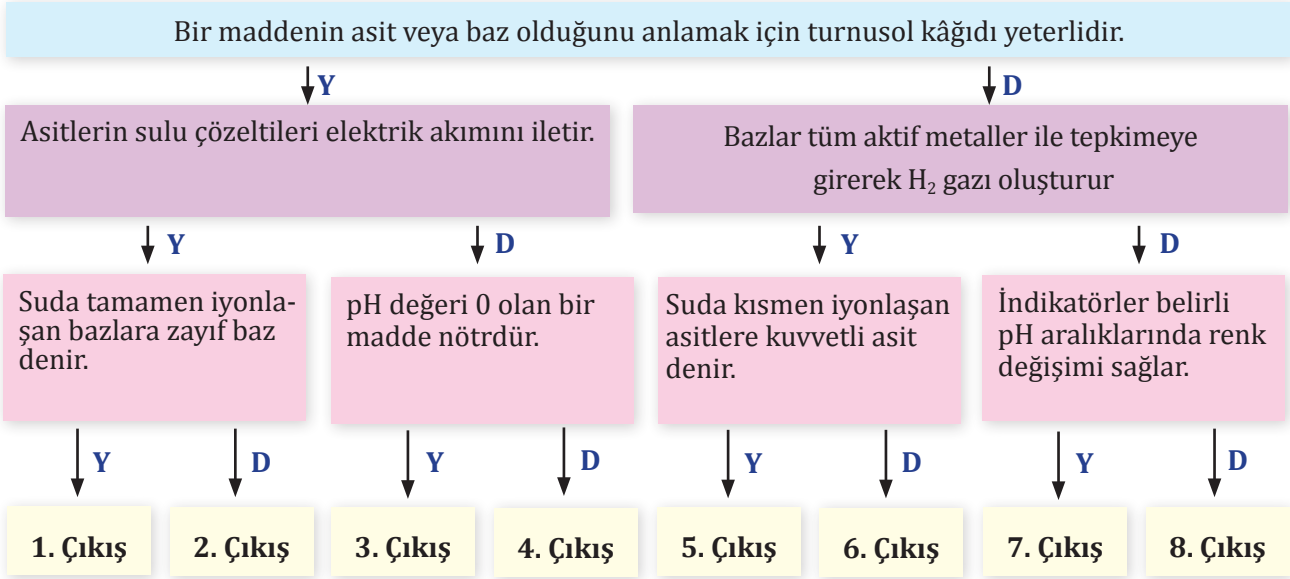 Bir maddenin asit veya baz olduğunu anlamak için turnusol kâğıdı yeterlidir.
Y
D
Asitlerin sulu çözeltileri elektrik akımını iletir.
Bazlar tüm aktif metaller ile tepkimeye
girerek H₂ gazı oluşturur
Y
D
Y
D
Suda tamamen iyonla-
şan bazlara zayıf baz
denir.
pH değeri 0 olan bir
madde nötrdür.
Suda kısmen iyonlaşan
asitlere kuvvetli asit
denir.
İndikatörler belirli
pH aralıklarında renk
değişimi sağlar.
Y
D
Y
D
Y
D
Y
D
1. Çıkış
2. Çıkış
3. Çıkış
4. Çıkış
5. Çıkış
6. Çıkış
7. Çıkış
8. Çıkış